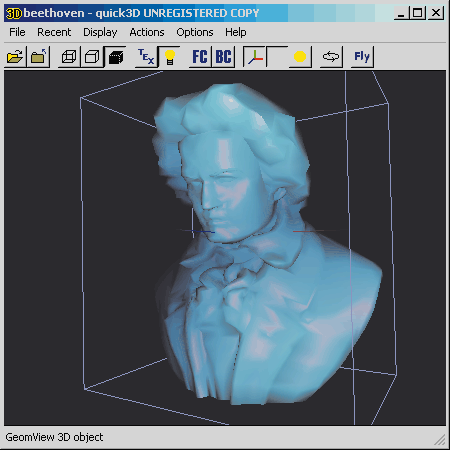 3D beethoven - quick3D UNREGISTERED COPY
File Recent Display Actions Options Help
TEX FC BC Fly
GeomView 3D object